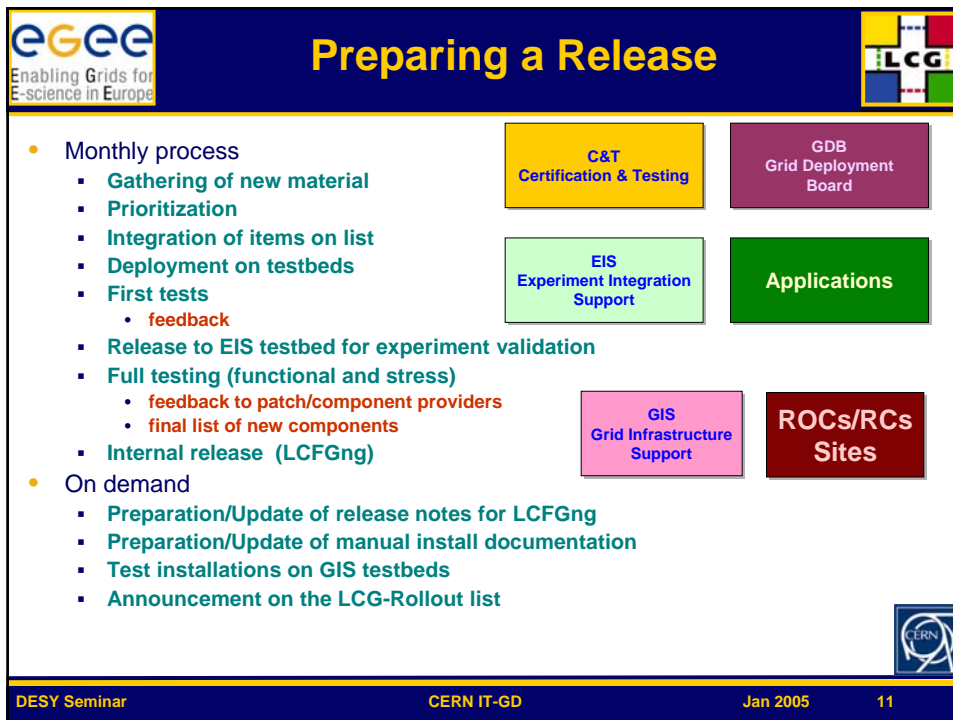 eGee
Enabling Grids for
E-science in Europe
Preparing a Release
LCG
• Monthly process
▪ Gathering of new material
▪ Prioritization
▪ Integration of items on list
▪ Deployment on testbeds
▪ First tests
• feedback
▪ Release to EIS testbed for experiment validation
▪ Full testing (functional and stress)
• feedback to patch/component providers
• final list of new components
▪ Internal release (LCFGng)
• On demand
▪ Preparation/Update of release notes for LCFGng
▪ Preparation/Update of manual install documentation
▪ Test installations on GIS testbeds
▪ Announcement on the LCG-Rollout list
C&T
Certification & Testing
GDB
Grid Deployment
Board
EIS
Experiment Integration
Support
Applications
GIS
Grid Infrastructure
Support
ROCs/RCs
Sites
CERN
DESY Seminar
CERN IT-GD
Jan 2005
11